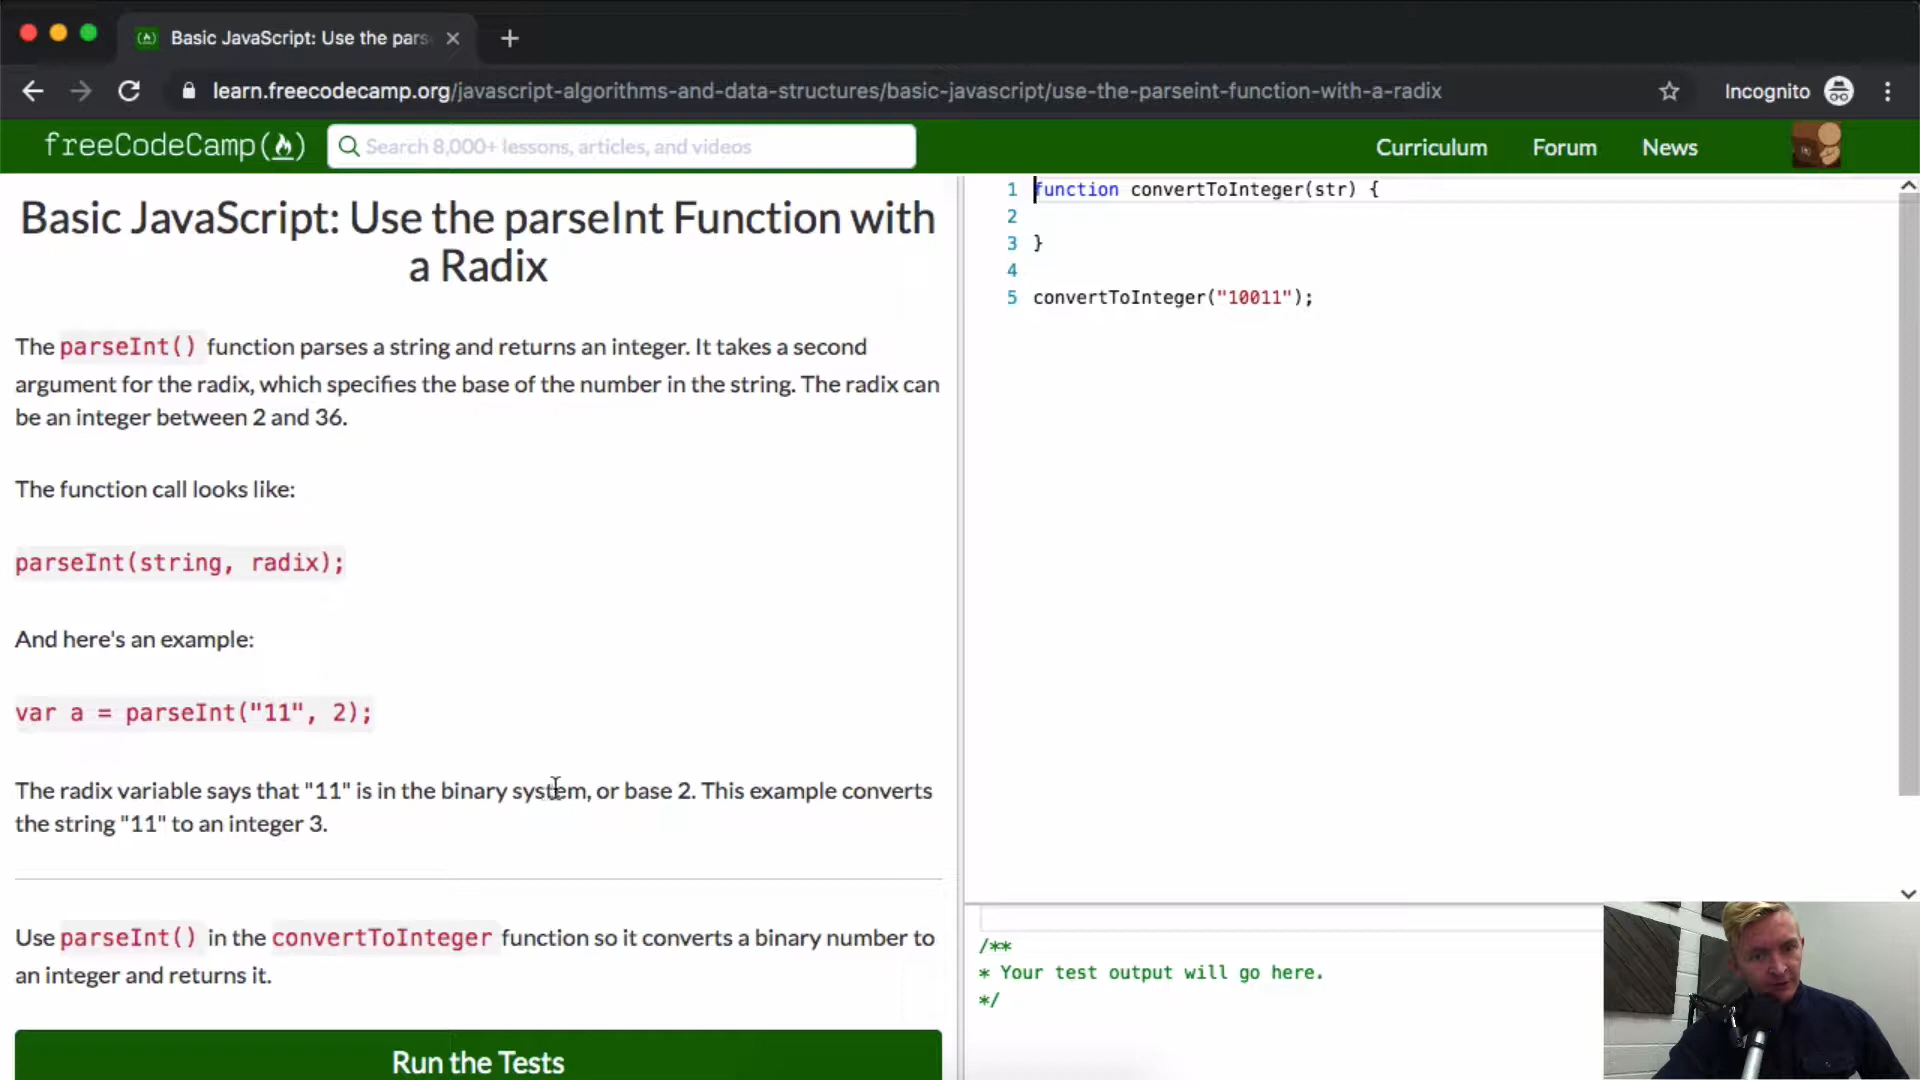 Basic JavaScript: Use the pars
learn.freecodecamp.org/javascript-algorithms-and-data-structures/basic-javascript/use-the-parseint-function-with-a-radix
Incognito
freeCodeCamp
Search 8,000+ lessons, articles, and videos
Curriculum
Forum
News
Basic JavaScript: Use the parseInt Function with
a Radix
The parseInt() function parses a string and returns an integer. It takes a second
argument for the radix, which specifies the base of the number in the string. The radix can
be an integer between 2 and 36.
The function call looks like:
parseInt(string, radix);
And here's an example:
var a = parseInt("11", 2);
The radix variable says that "11" is in the binary system, or base 2. This example converts
the string "11" to an integer 3.
Use parseInt() in the convertToInteger function so it converts a binary number to
an integer and returns it.
Run the Tests
1 function convertToInteger(str) {
2
3 }
4
5 convertToInteger("10011");
/**
* Your test output will go here.
*/